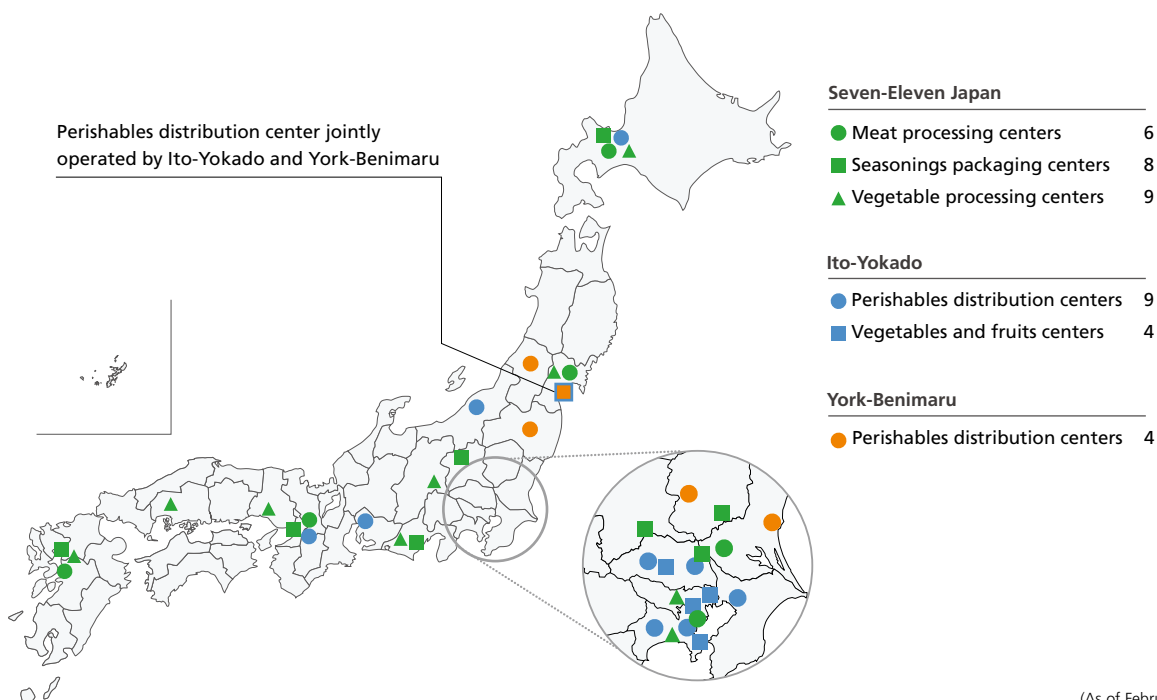 Perishables distribution center jointly
operated by Ito-Yokado and York-Benimaru
Seven-Eleven Japan
Meat processing centers 6
Seasonings packaging centers 8
Vegetable processing centers 9
Ito-Yokado
Perishables distribution centers 9
Vegetables and fruits centers 4
York-Benimaru
Perishables distribution centers 4
(As of